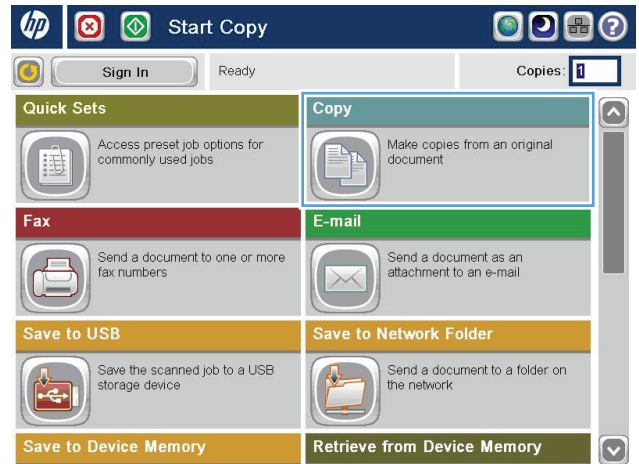 hp
Start Copy
?
Sign In
Ready
Copies: 1
Quick Sets
Access preset job options for
commonly used jobs
Copy
Make copies from an original
document
Fax
Send a document to one or more
fax numbers
E-mail
Send a document as an
attachment to an e-mail
Save to USB
Save the scanned job to a USB
storage device
Save to Network Folder
Send a document to a folder on
the network
Save to Device Memory
Retrieve from Device Memory